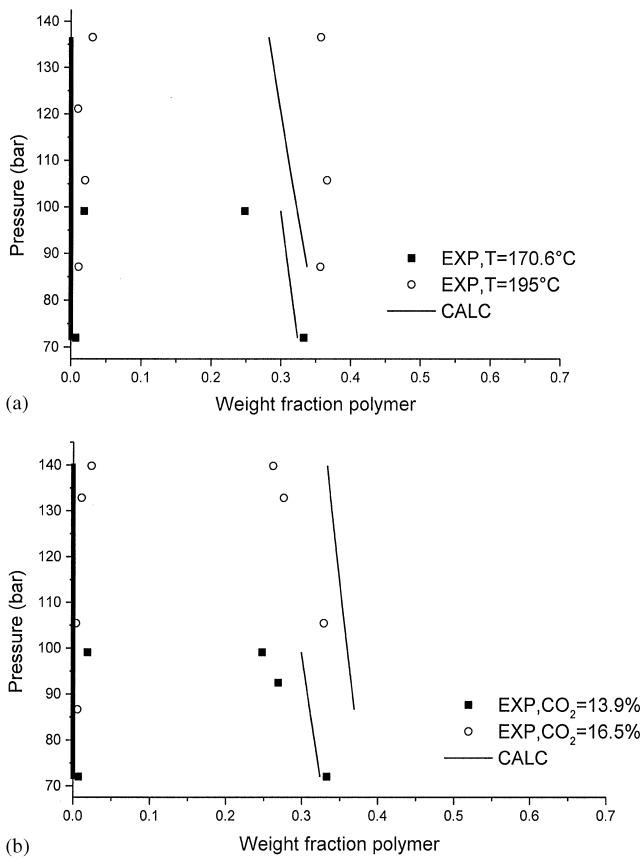 140
130
120
110
100
90
80
70
Pressure (bar)
EXP,T=170.6°C
EXP,T=195°C
CALC
0.0 0.1 0.2 0.3 0.4 0.5 0.6 0.7
(a)
Weight fraction polymer
140
130
120
110
100
90
80
70
Pressure (bar)
EXP,CO2=13.9%
EXP,CO2=16.5%
CALC
0.0 0.1 0.2 0.3 0.4 0.5 0.6 0.7
(b)
Weight fraction polymer